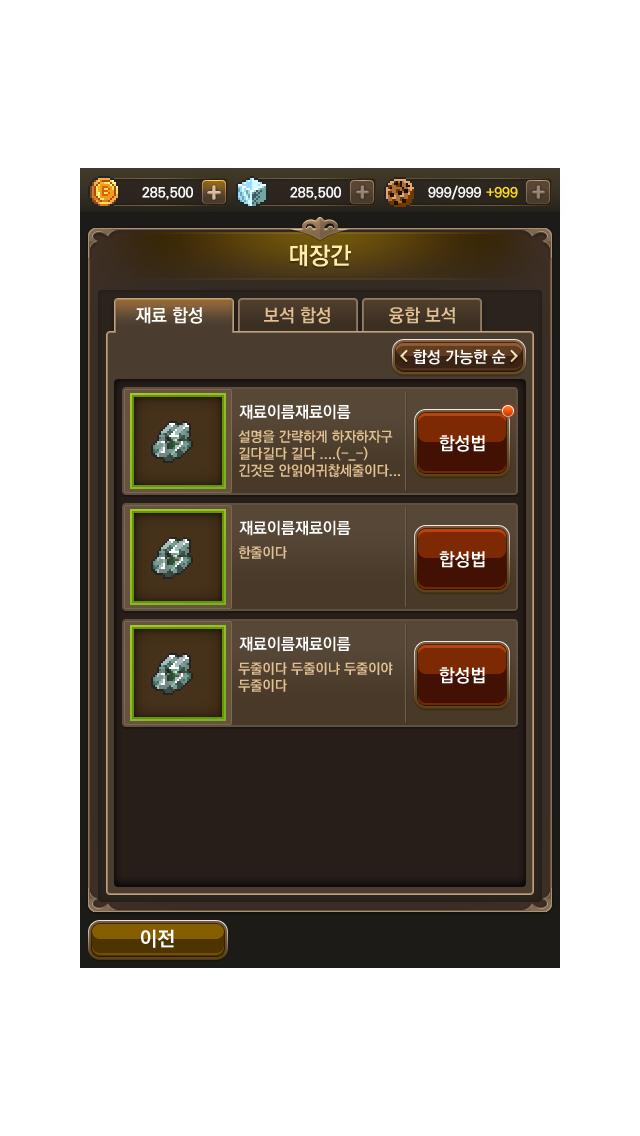 285,500 285,500 999/999 +999
대장간
재료 합성 보석 합성 융합 보석
합성 가능한 순
재료이름재료이름
설명을 간략하게 하자하자구
길다길다 길다 ....(-_-)
긴것은 안읽어귀찮세줄이다...
합성법
재료이름재료이름
한줄이다
합성법
재료이름재료이름
두줄이다 두줄이냐 두줄이야
두줄이다
합성법
이전